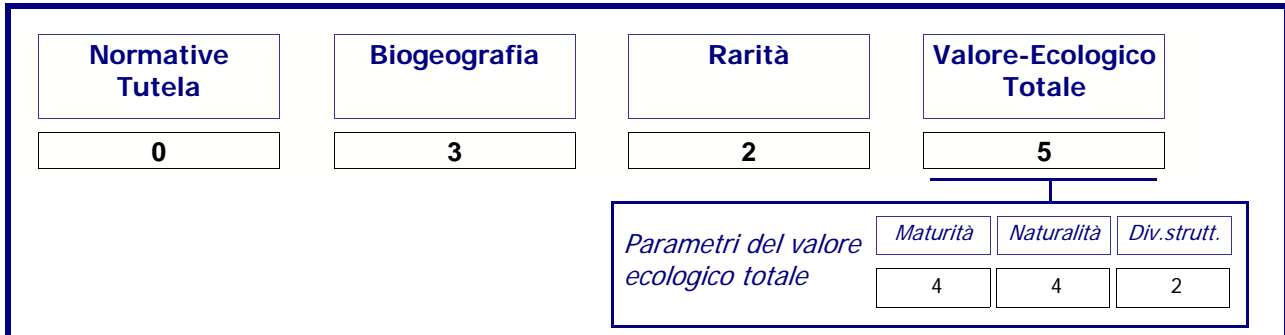 Normative
Tutela
Biogeografia
Rarità
Valore-Ecologico
Totale
0
3
2
5
Parametri del valore
ecologico totale
Maturità
Naturalità
Div.strutt.
4
4
2